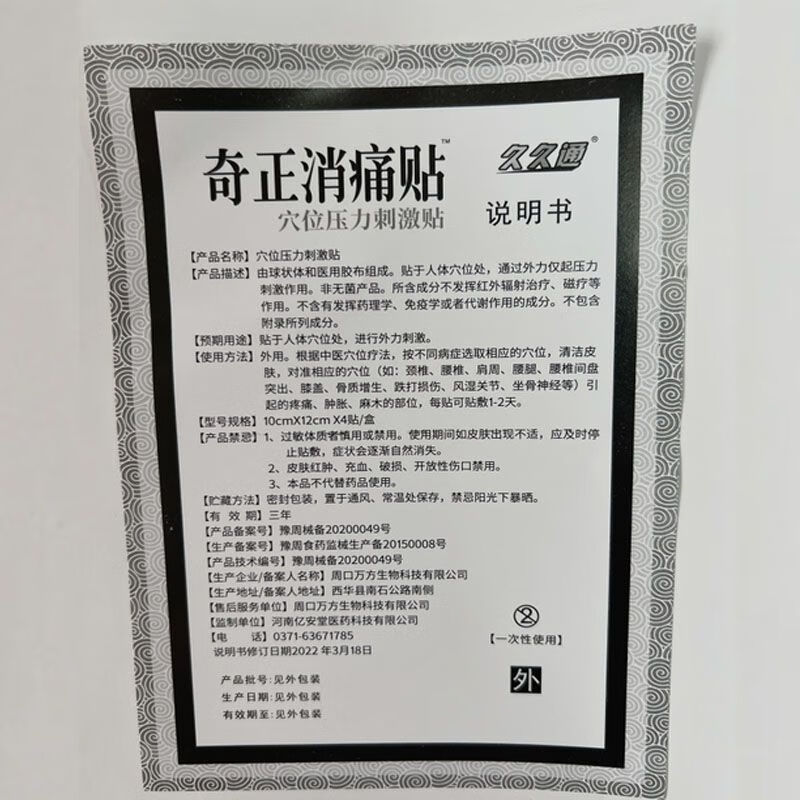 奇正消痛贴™
久久通®
穴位压力刺激贴
说明书
【产品名称】穴位压力刺激贴
【产品描述】由球状体和医用胶布组成。贴于人体穴位处，通过外力仅起压力
刺激作用。非无菌产品。所含成分不发挥红外辐射治疗、磁疗等
作用。不含有发挥药理学、免疫学或者代谢作用的成分。不包含
附录所列成分。
【预期用途】贴于人体穴位处，进行外力刺激。
【使用方法】外用。根据中医穴位疗法，按不同病症选取相应的穴位，清洁皮
肤，对准相应的穴位（如：颈椎、腰椎、肩周、腰腿、腰椎间盘
突出、膝盖、骨质增生、跌打损伤、风湿关节、坐骨神经等）引
起的疼痛、肿胀、麻木的部位，每贴可贴敷1-2天。
【型号规格】10cmX12cm X4贴/盒
【产品禁忌】1、过敏体质者慎用或禁用。使用期间如皮肤出现不适，应及时停
止贴敷，症状会逐渐自然消失。
2、皮肤红肿、充血、破损、开放性伤口禁用。
3、本品不代替药品使用。
【贮藏方法】密封包装，置于通风、常温处保存，禁忌阳光下暴晒。
【有 效 期】三年
【产品备案号】豫周械备20200049号
【生产备案号】豫周食药监械生产备20150008号
【产品技术编号】豫周械备20200049号
【生产企业/备案人名称】周口万方生物科技有限公司
【生产地址/备案人地址】西华县南石公路南侧
【售后服务单位】周口万方生物科技有限公司
【监制单位】河南亿安堂医药科技有限公司
【电 话】0371-63671785
说明书修订日期2022 年3月18日
【一次性使用】
产品批号：见外包装
生产日期：见外包装
有效期至：见外包装
外